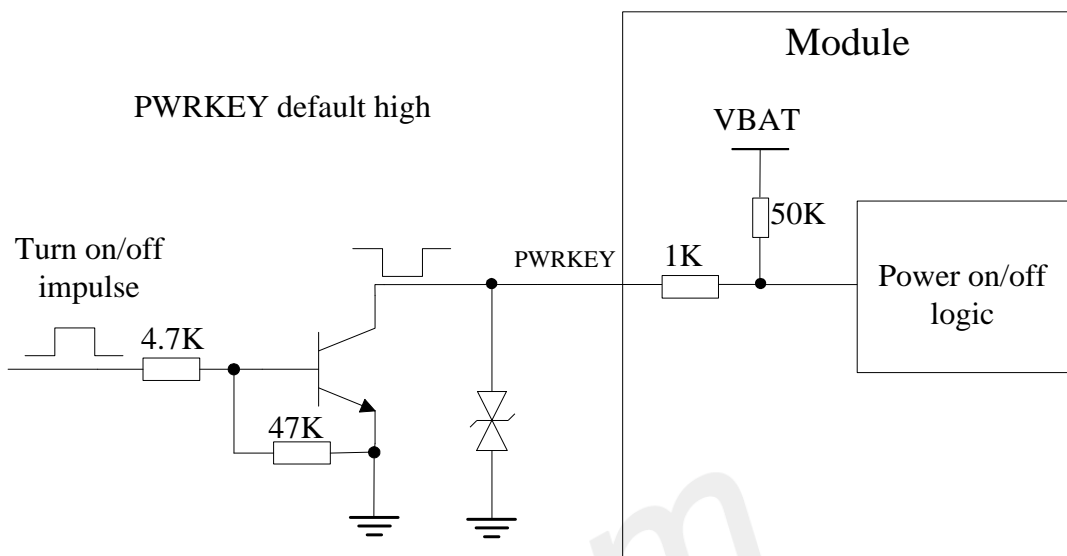 Module
PWRKEY default high
VBAT
50K
Turn on/off
impulse
PWRKEY
1K
Power on/off
logic
4.7K
47K
m